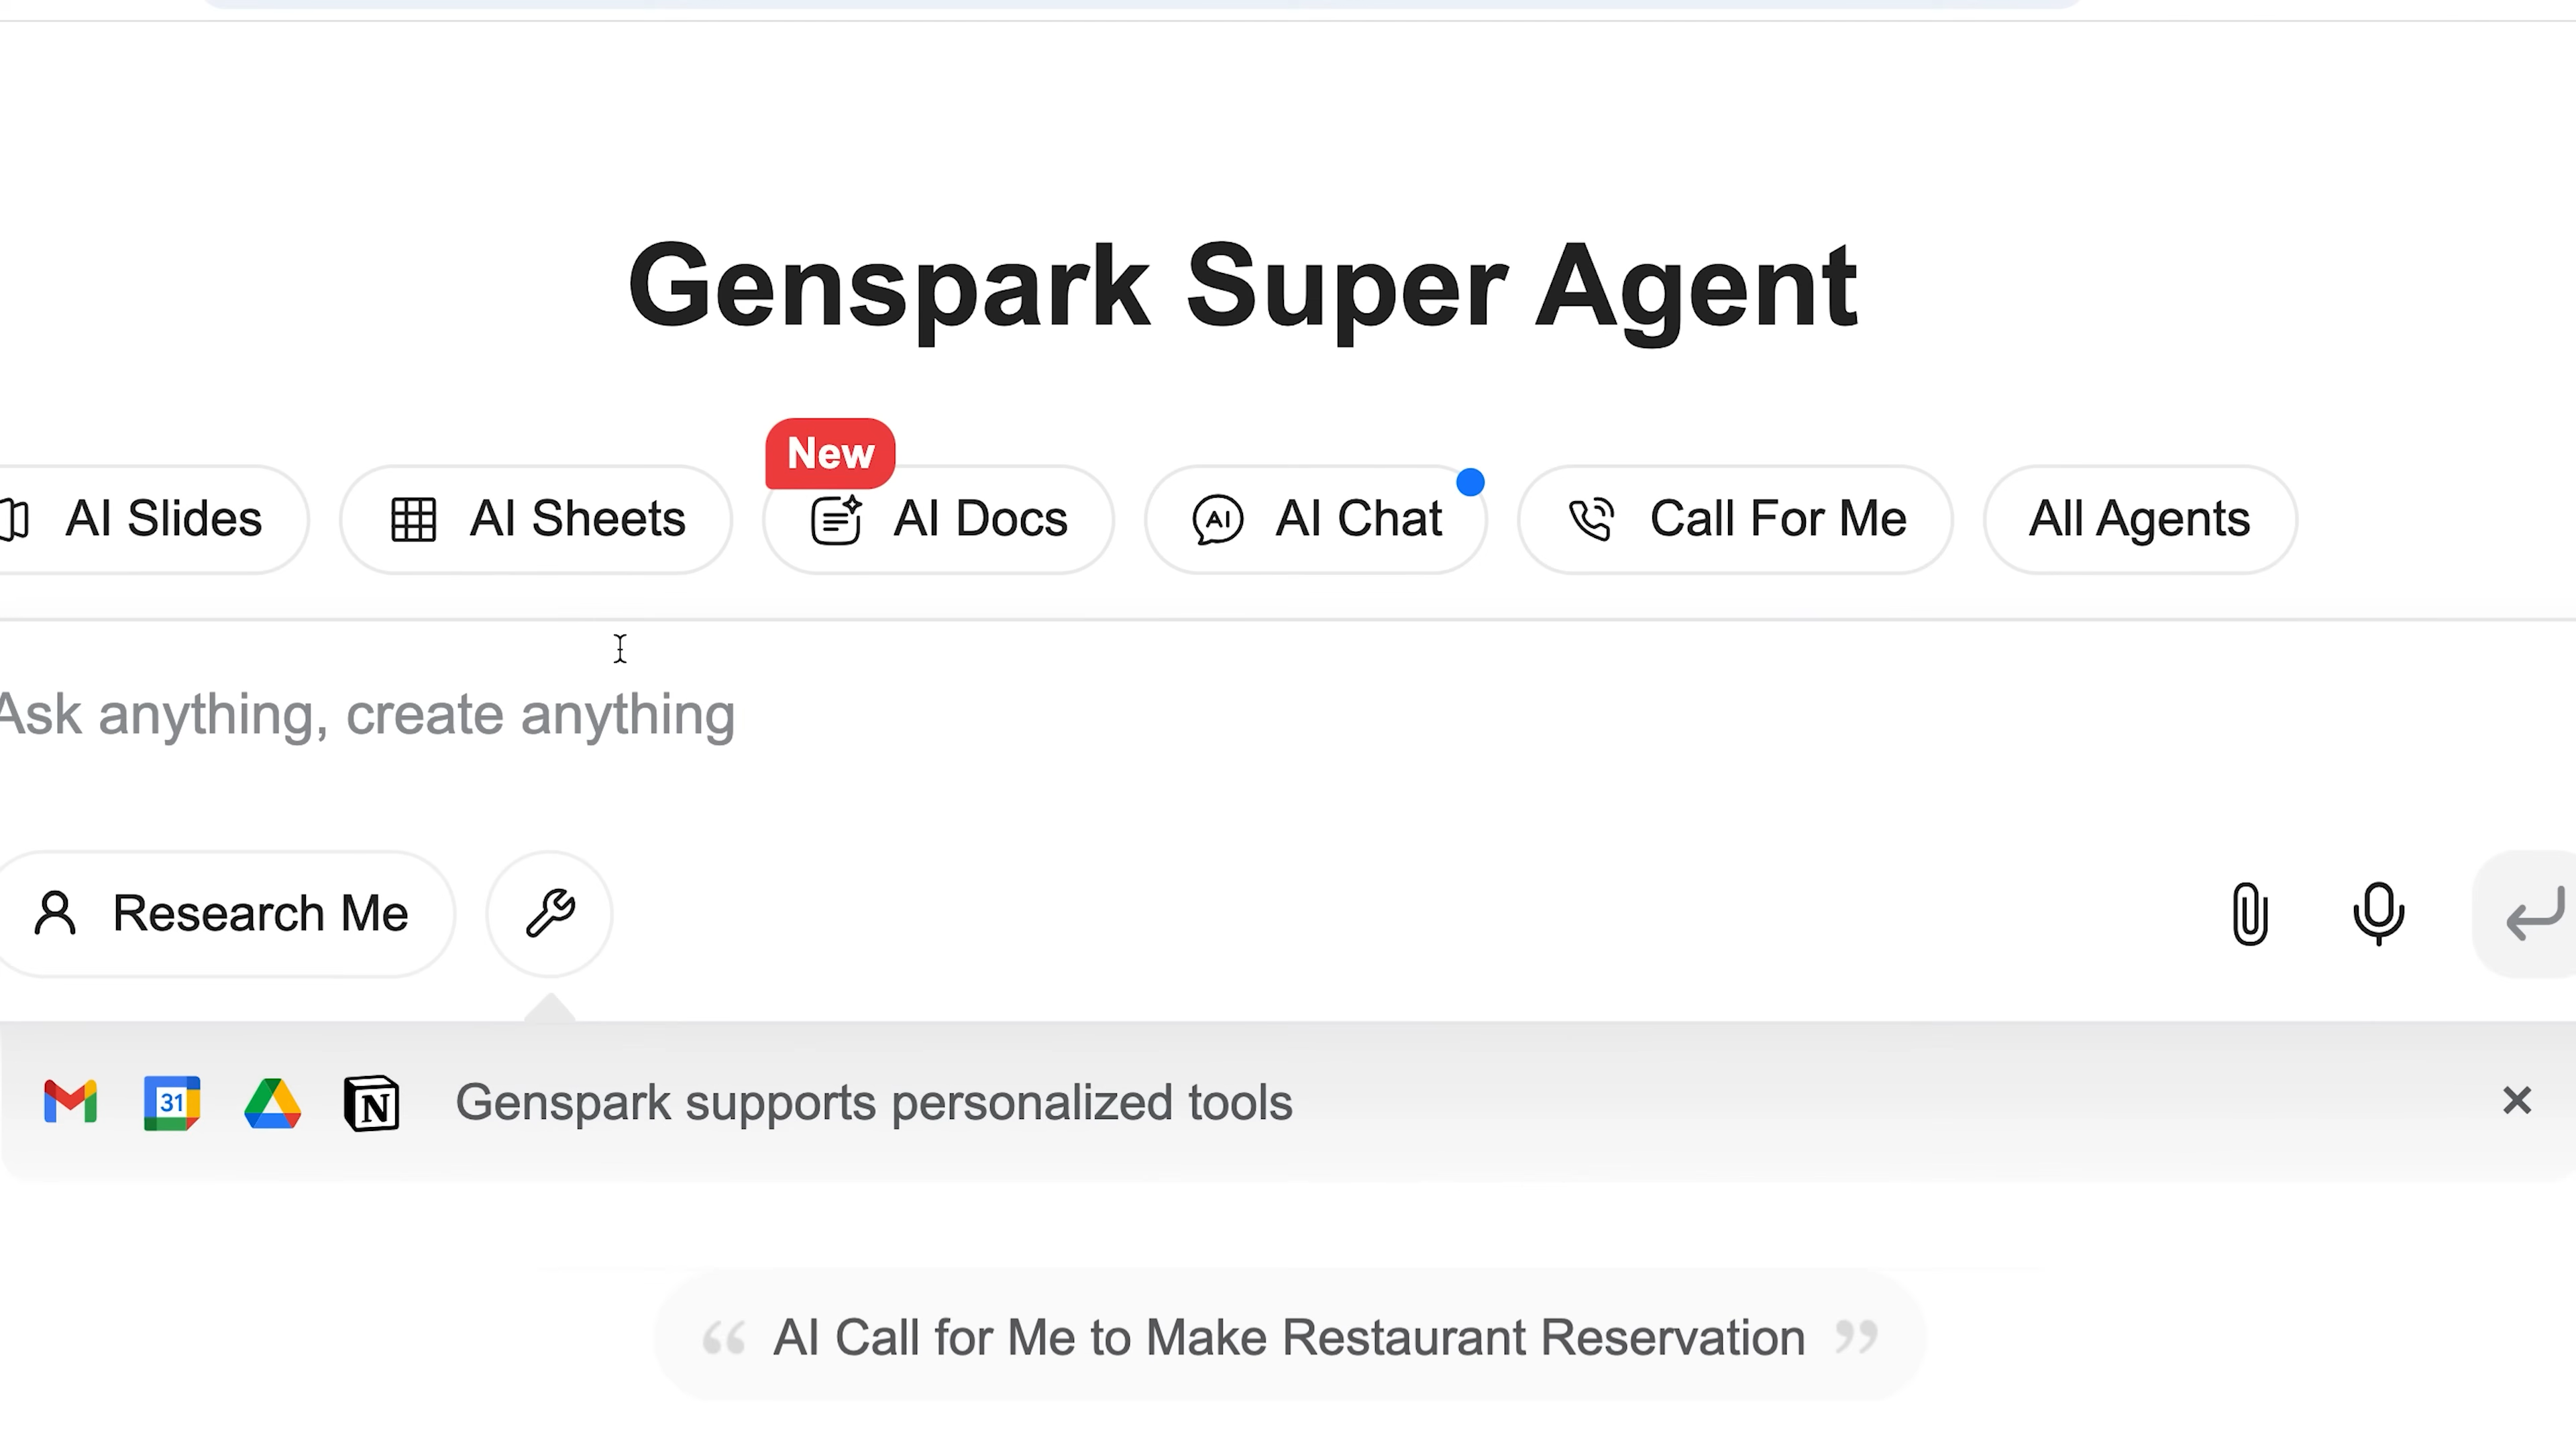 Genspark Super Agent
New
AI Slides
AI Sheets
AI Docs
AI
AI Chat
Call For Me
All Agents
Ask anything, create anything
Research Me
31
N
Genspark supports personalized tools
“ AI Call for Me to Make Restaurant Reservation ”